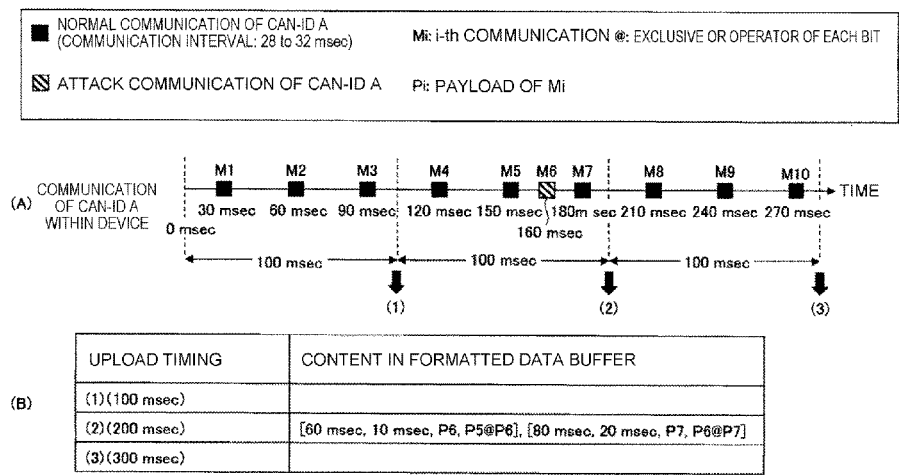 NORMAL COMMUNICATION OF CAN-ID A
(COMMUNICATION INTERVAL: 28 to 32 msec)
Mi: i-th COMMUNICATION @: EXCLUSIVE OR OPERATOR OF EACH BIT
ATTACK COMMUNICATION OF CAN-ID A
Pi: PAYLOAD OF Mi
M1 M2 M3 M4 M5 M6 M7 M8 M9 M10
(A) COMMUNICATION OF CAN-ID A WITHIN DEVICE
TIME
0 msec
30 msec 60 msec 90 msec 120 msec 150 msec 180m sec 210 msec 240 msec 270 msec
160 msec
100 msec 100 msec 100 msec
(1) (2) (3)
(B)
UPLOAD TIMING CONTENT IN FORMATTED DATA BUFFER
(1)(100 msec)
(2)(200 msec) [60 msec, 10 msec, P6, P5@P6], [80 msec, 20 msec, P7, P6@P7]
(3)(300 msec)